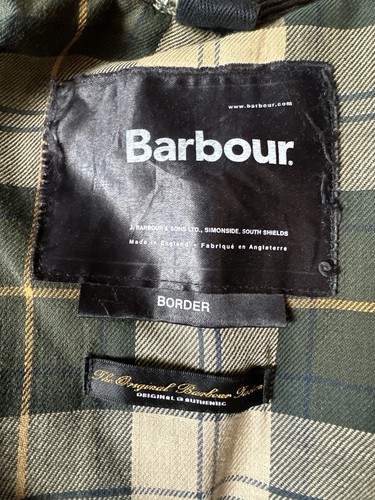 www.barbour.com
Barbour.
J. BARBOUR & SONS LTD., SIMONSIDE, SOUTH SHIELDS
Made in England • Fabriqué en Angleterre
BORDER
The Original Barbour
ORIGINAL & AUTHENTIC